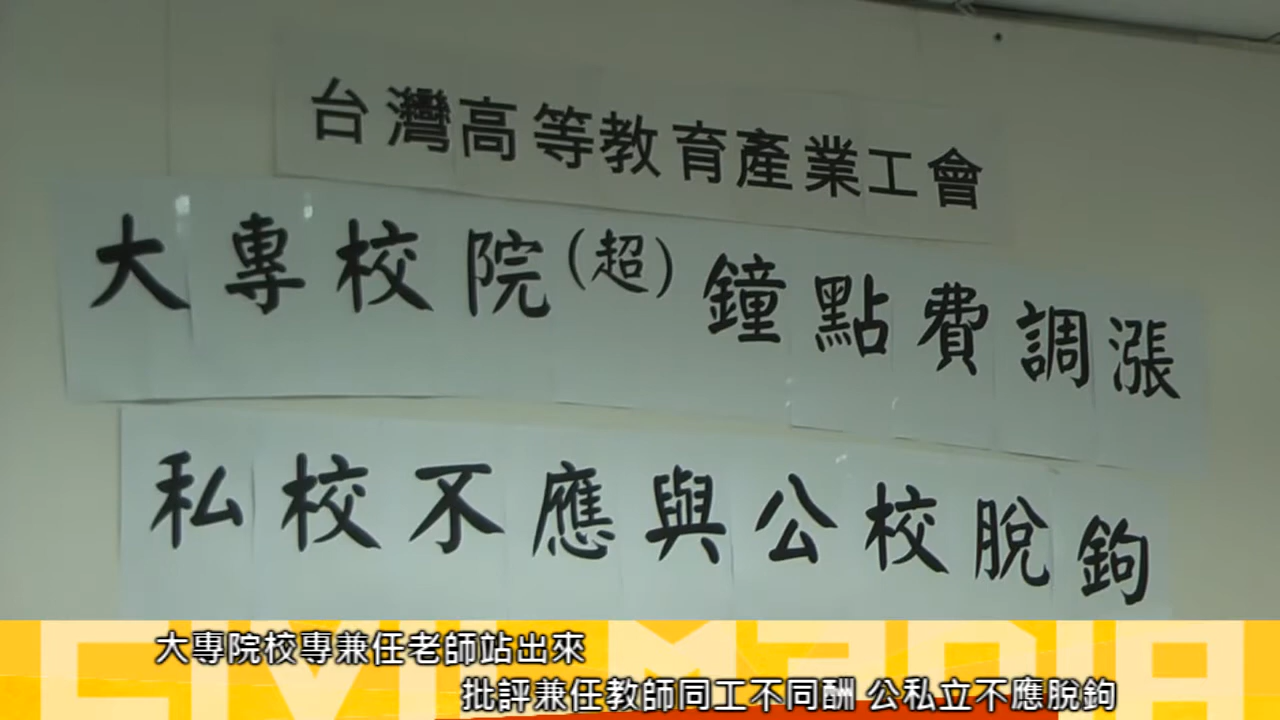 台灣高等教育產業工會
大專校院(超)鐘點費調漲
私校不應與公校脫鉤
大專院校專兼任老師站出來
批評兼任教師同工不同酬 公私立不應脫鉤